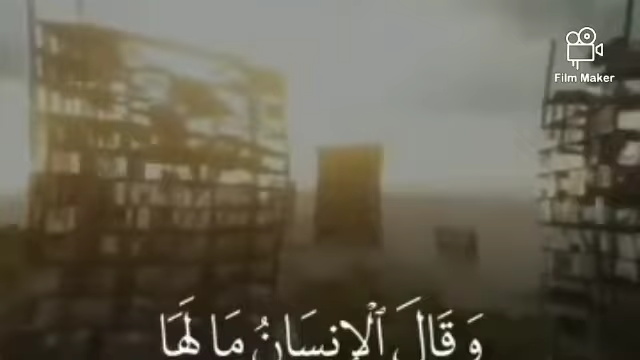 Film Maker
وَقَالَ ٱلْإِنسَانُ مَا لَهَا